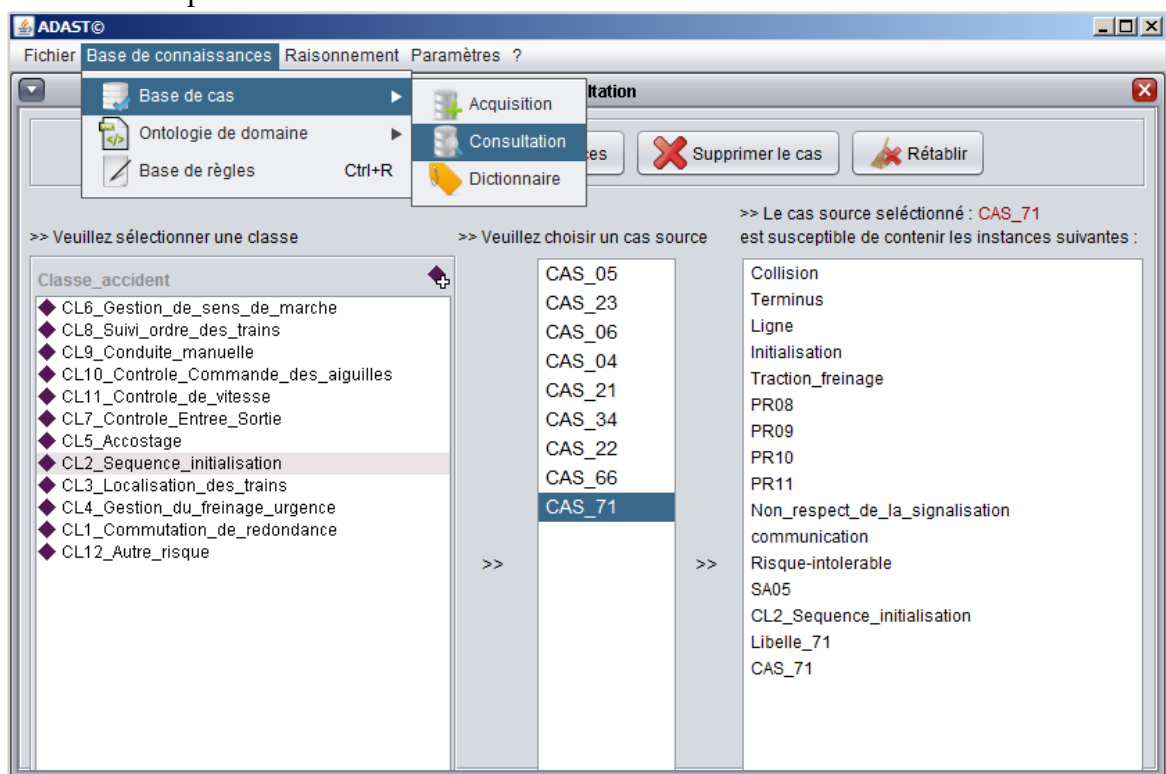 ADAST©
Fichier Base de connaissances Raisonnement Paramètres ?
Base de cas
Ontologie de domaine
Base de règles Ctrl+R
Acquisition
Consultation
Dictionnaire
ltation
ces
Supprimer le cas
Rétablir
>> Veuillez sélectionner une classe
>> Veuillez choisir un cas source
>> Le cas source seléctionné : CAS_71
est susceptible de contenir les instances suivantes :
Classe_accident
CL6_Gestion_de_sens_de_marche
CL8_Suivi_ordre_des_trains
CL9_Conduite_manuelle
CL10_Controle_Commande_des_aiguilles
CL11_Controle_de_vitesse
CL7_Controle_Entree_Sortie
CL5_Accostage
CL2_Sequence_initialisation
CL3_Localisation_des_trains
CL4_Gestion_du_freinage_urgence
CL1_Commutation_de_redondance
CL12_Autre_risque
>>
CAS_05
CAS_23
CAS_06
CAS_04
CAS_21
CAS_34
CAS_22
CAS_66
CAS_71
>>
Collision
Terminus
Ligne
Initialisation
Traction_freinage
PR08
PR09
PR10
PR11
Non_respect_de_la_signalisation
communication
Risque-intolerable
SA05
CL2_Sequence_initialisation
Libelle_71
CAS_71